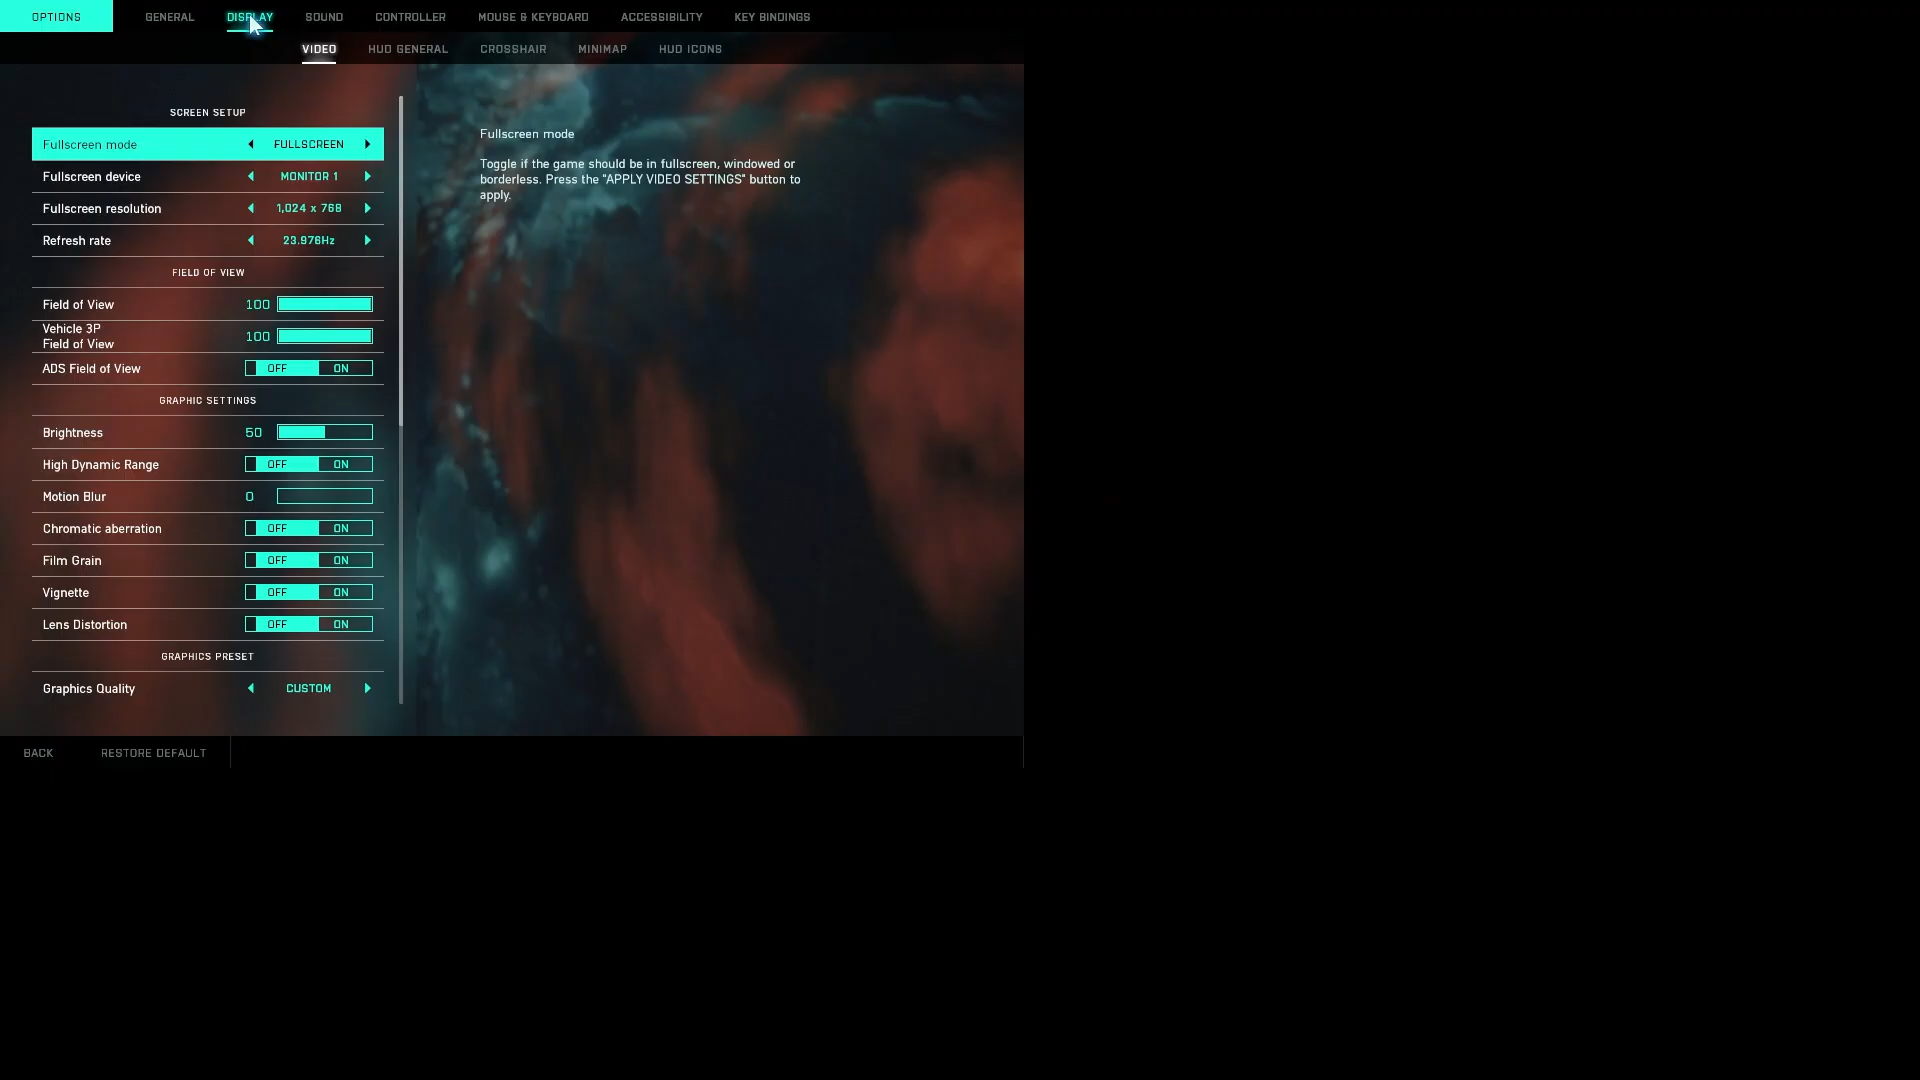 OPTIONS GENERAL DISPLAY SOUND CONTROLLER MOUSE & KEYBOARD ACCESSIBILITY KEY BINDINGS
VIDEO HUD GENERAL CROSSHAIR MINIMAP HUD ICONS
SCREEN SETUP
Fullscreen mode FULLSCREEN
Fullscreen device MONITOR 1
Fullscreen resolution 1,024 x 768
Refresh rate 23.976Hz
FIELD OF VIEW
Field of View 100
Vehicle 3P
Field of View 100
ADS Field of View OFF ON
GRAPHIC SETTINGS
Brightness 50
High Dynamic Range OFF ON
Motion Blur 0
Chromatic aberration OFF ON
Film Grain OFF ON
Vignette OFF ON
Lens Distortion OFF ON
GRAPHICS PRESET
Graphics Quality CUSTOM
Fullscreen mode
Toggle if the game should be in fullscreen, windowed or
borderless. Press the "APPLY VIDEO SETTINGS" button to
apply.
BACK RESTORE DEFAULT